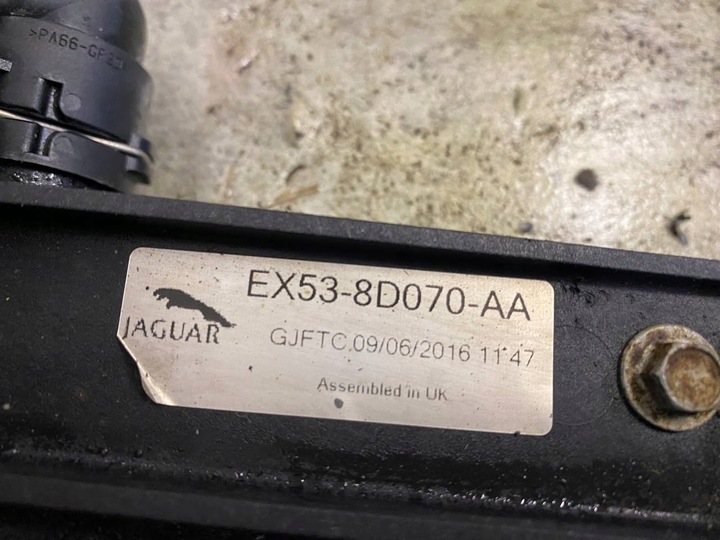 >PA66-GF30<
JAGUAR
EX53-8D070-AA
GJFTC 09/06/2016 11 47
Assembled in UK